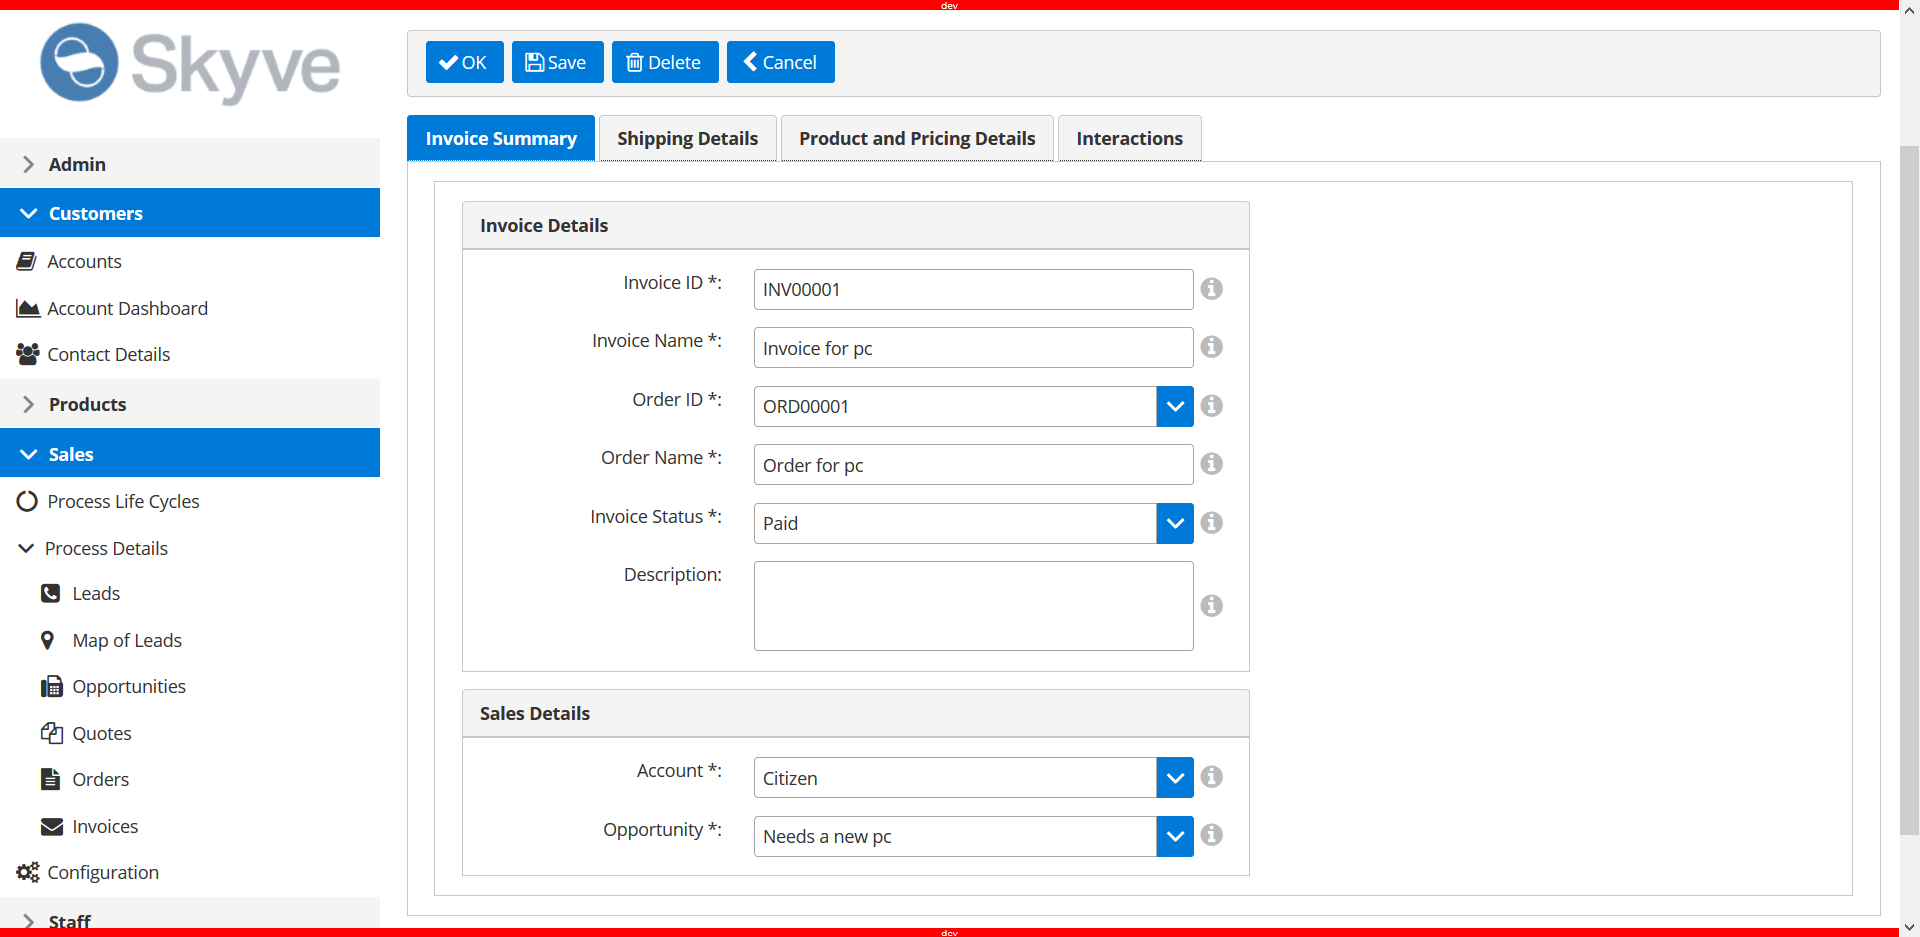 dev
Skyve
Admin
Customers
Accounts
Account Dashboard
Contact Details
Products
Sales
Process Life Cycles
Process Details
Leads
Map of Leads
Opportunities
Quotes
Orders
Invoices
Configuration
Staff
OK Save Delete Cancel
Invoice Summary Shipping Details Product and Pricing Details Interactions
Invoice Details
Invoice ID *: INV00001
Invoice Name *: Invoice for pc
Order ID *: ORD00001
Order Name *: Order for pc
Invoice Status *: Paid
Description:
Sales Details
Account *: Citizen
Opportunity *: Needs a new pc
dev